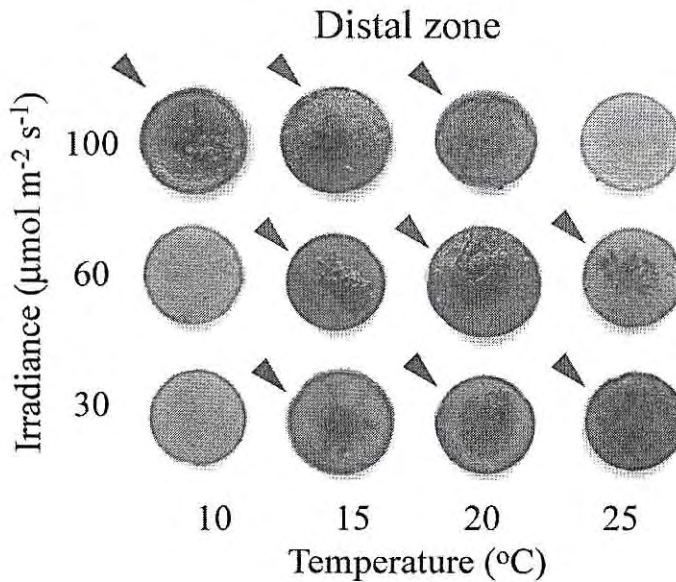 Distal zone
Irradiance (μmol m⁻² s⁻¹)
100
60
30
10 15 20 25
Temperature (°C)